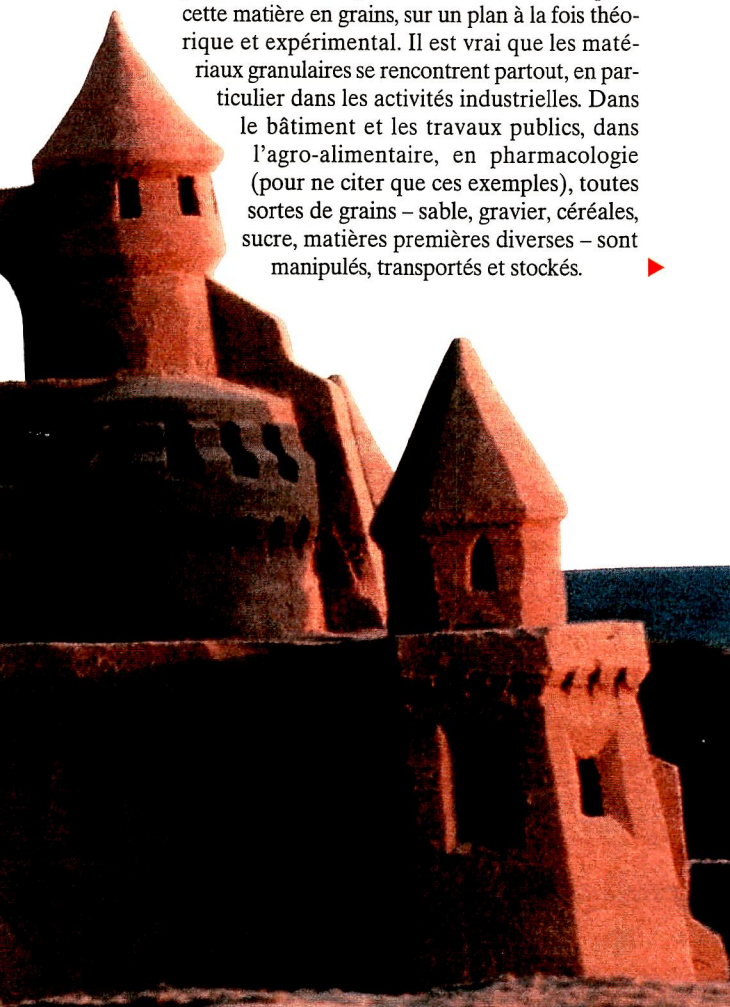 cette matière en grains, sur un plan à la fois théo-
rique et expérimental. Il est vrai que les maté-
riaux granulaires se rencontrent partout, en par-
ticulier dans les activités industrielles. Dans
le bâtiment et les travaux publics, dans
l'agro-alimentaire, en pharmacologie
(pour ne citer que ces exemples), toutes
sortes de grains – sable, gravier, céréales,
sucre, matières premières diverses – sont
manipulés, transportés et stockés.